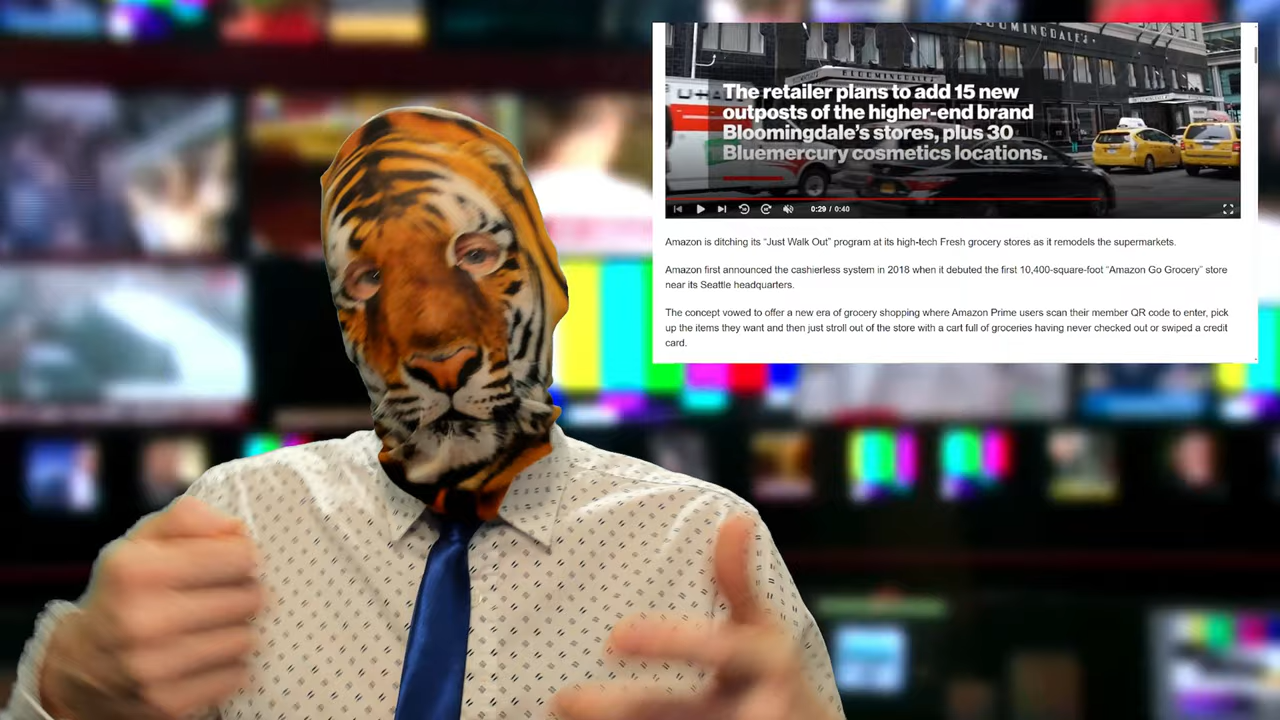 BLOOMINGDALE'S
BLOOMINGDALE'S
The retailer plans to add 15 new
outposts of the higher-end brand
Bloomingdale's stores, plus 30
Bluemercury cosmetics locations.
0:29 / 0:40
Amazon is ditching its “Just Walk Out” program at its high-tech Fresh grocery stores as it remodels the supermarkets.
Amazon first announced the cashierless system in 2018 when it debuted the first 10,400-square-foot “Amazon Go Grocery” store
near its Seattle headquarters.
The concept vowed to offer a new era of grocery shopping where Amazon Prime users scan their member QR code to enter, pick
up the items they want and then just stroll out of the store with a cart full of groceries having never checked out or swiped a credit
card.